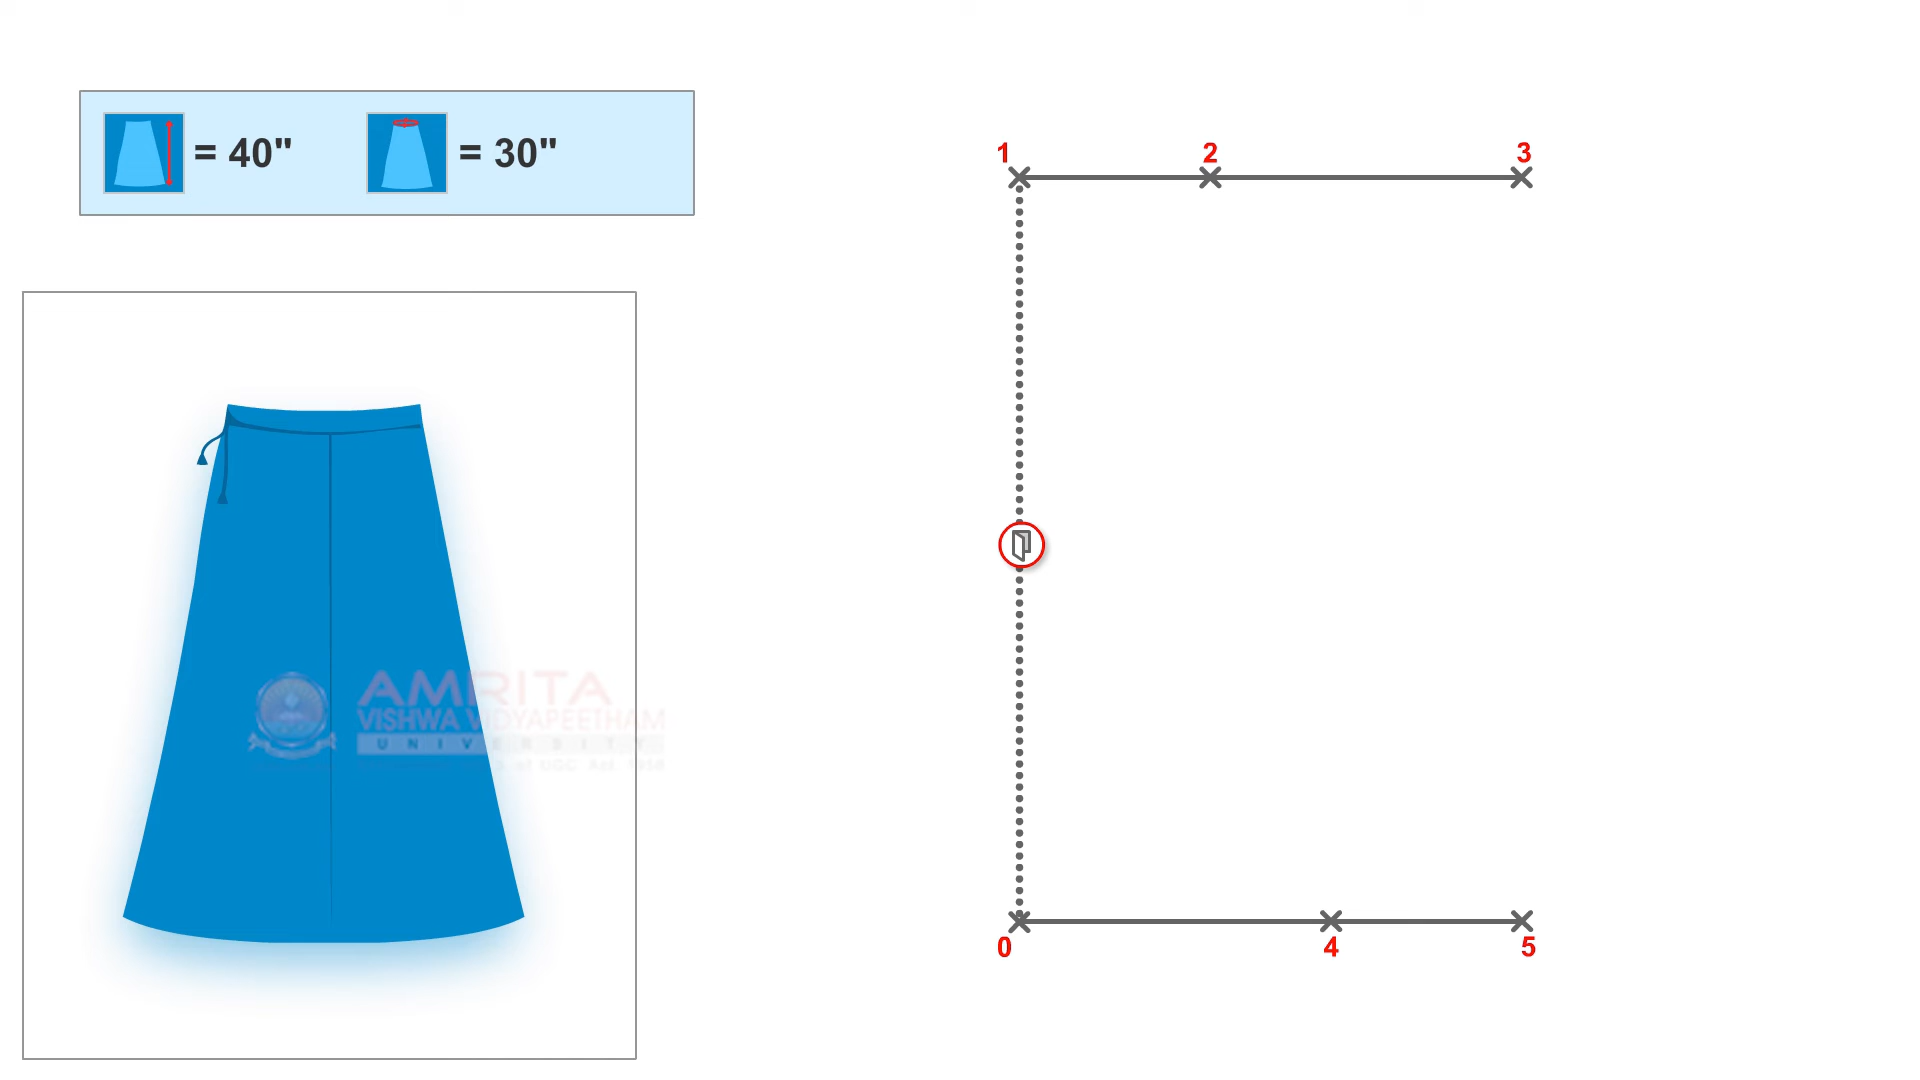 = 40"
= 30"
1
2
3
AMRITA
VISHWA VIDYAPEETHAM
UNIVERSITY
0
4
5